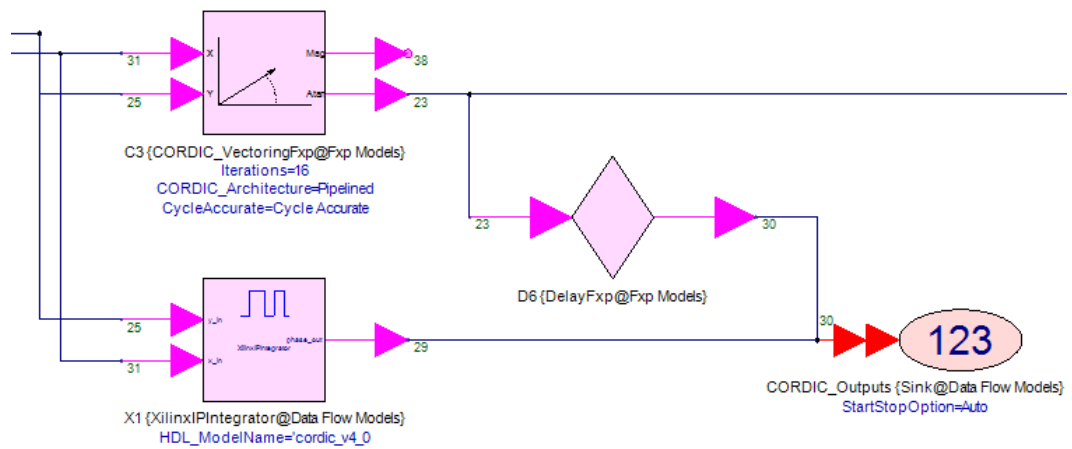 31
X
Mag
38
25
Y
Atan
23
C3 {CORDIC_VectoringFxp@Fxp Models}
Iterations=16
CORDIC_Architecture=Pipelined
CycleAccurate=Cycle Accurate
23
30
D6 {DelayFxp@Fxp Models}
25
y_in
phase_out
XilinxIPIntegrator
29
31
x_in
30
123
X1 {XilinxIPIntegrator@Data Flow Models}
HDL_ModelName='cordic_v4_0
CORDIC_Outputs {Sink@Data Flow Models}
StartStopOption=Auto